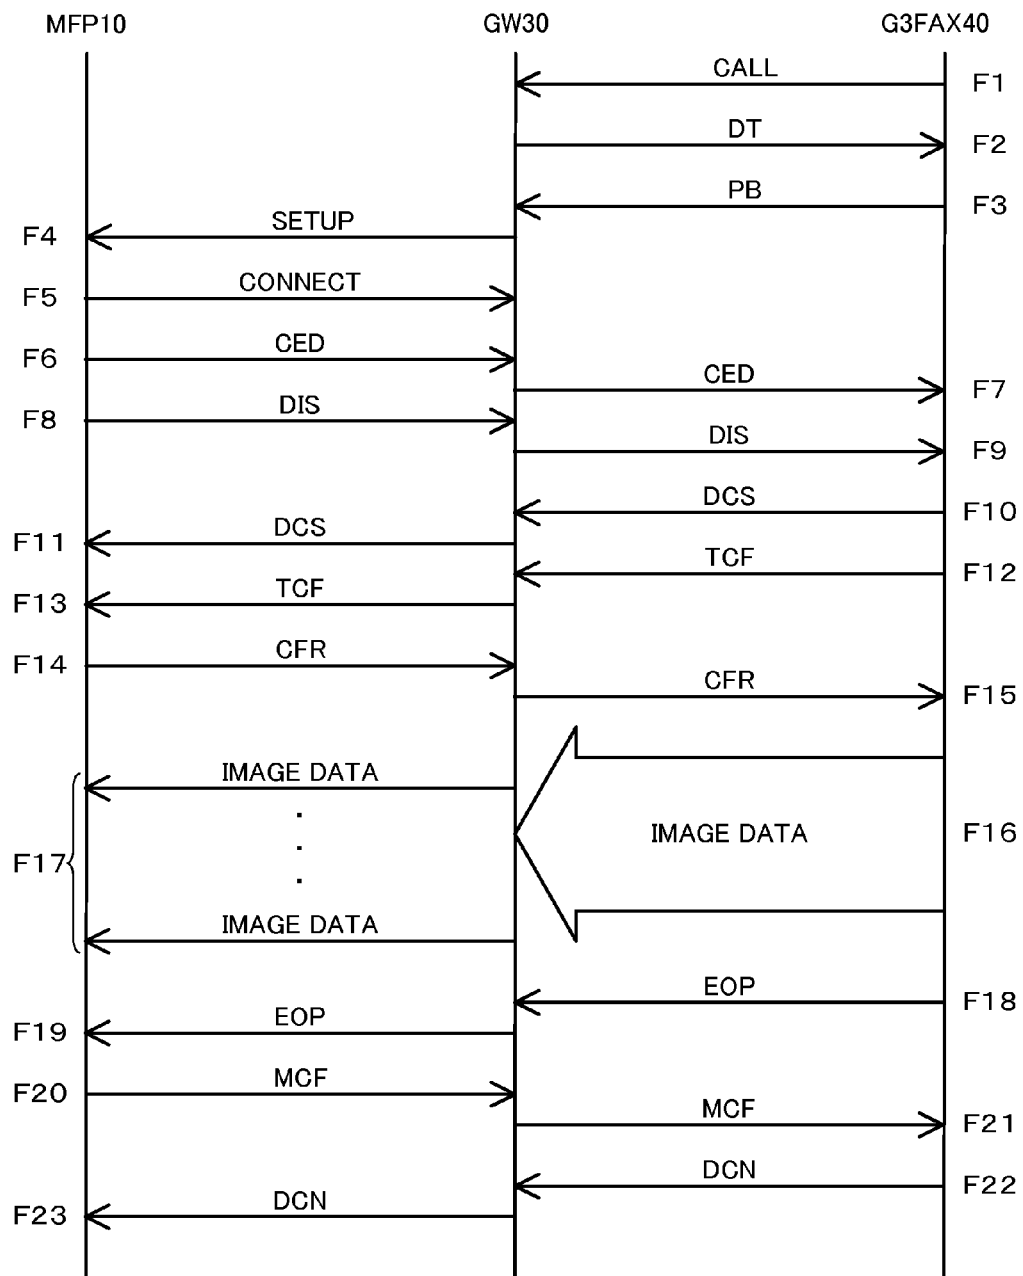 MFP10 GW30 G3FAX40
CALL F1
DT F2
PB F3
F4 SETUP
F5 CONNECT
F6 CED
CED F7
F8 DIS
DIS F9
DCS F10
F11 DCS
TCF F12
F13 TCF
F14 CFR
CFR F15
IMAGE DATA
IMAGE DATA F16
F17
IMAGE DATA
EOP F18
F19 EOP
F20 MCF
MCF F21
DCN F22
F23 DCN